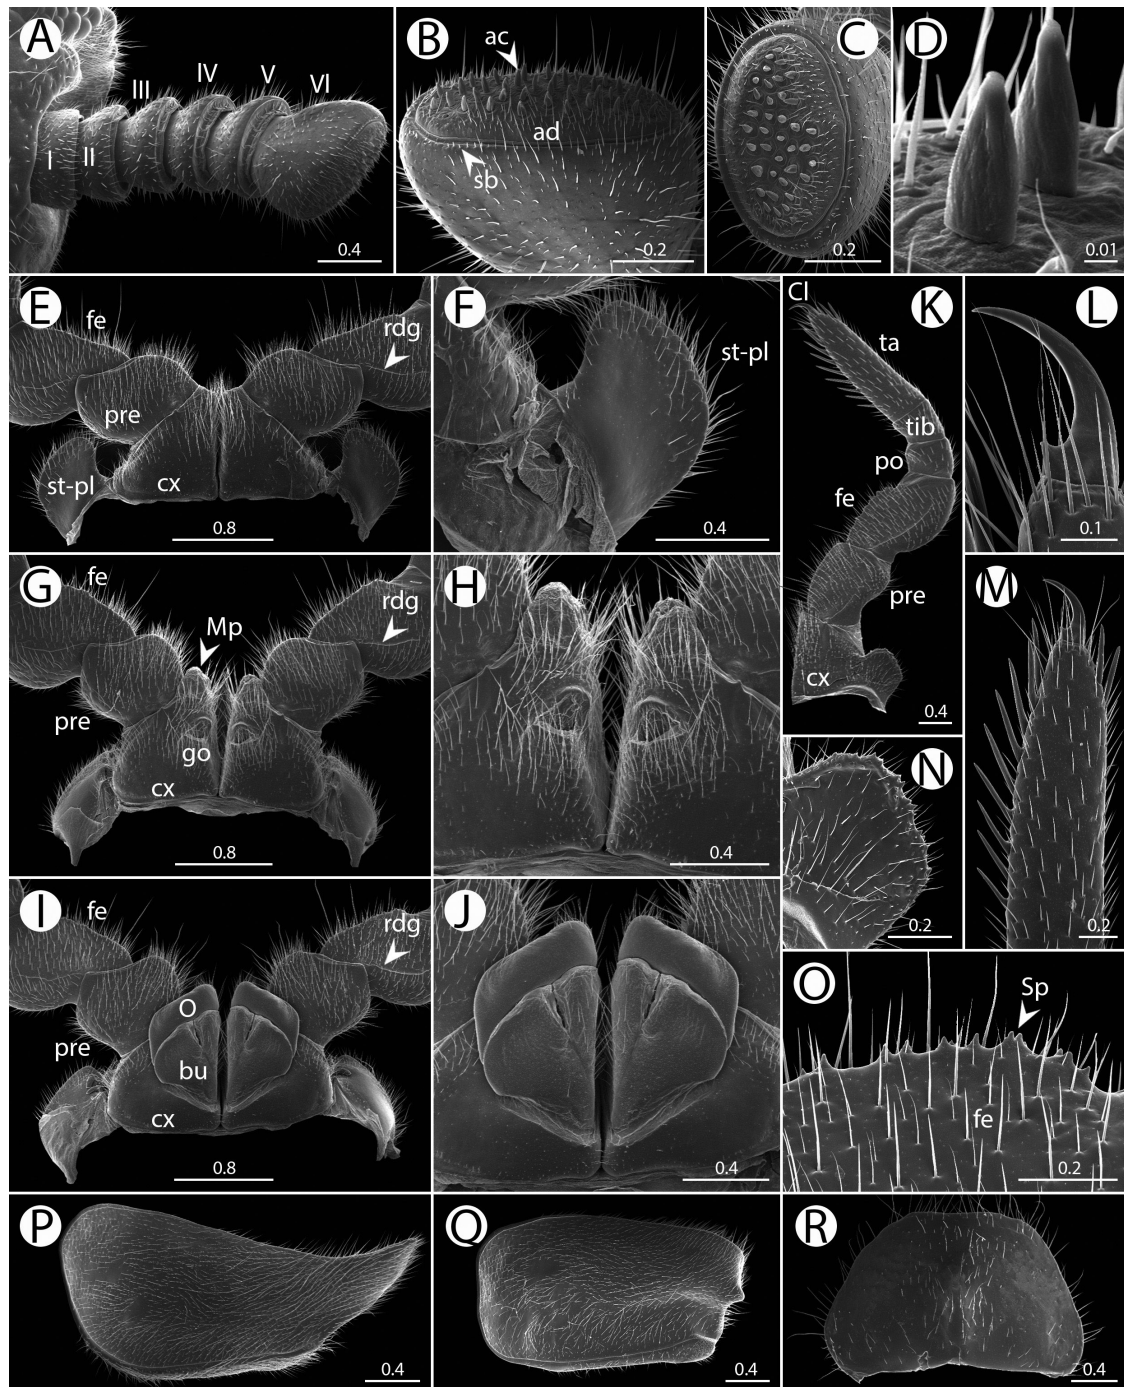 A
I
II
III
IV
V
VI
0.4
B
ac
ad
sb
0.2
C
0.2
D
0.01
E
fe
rdg
pre
st-pl
cx
0.8
F
st-pl
0.4
K
Cl
ta
tib
po
fe
pre
cx
0.4
L
0.1
G
fe
rdg
Mp
pre
go
cx
0.8
H
0.4
M
0.2
N
0.2
I
fe
rdg
O
pre
bu
cx
0.8
J
0.4
O
Sp
fe
0.2
P
0.4
Q
0.4
R
0.4